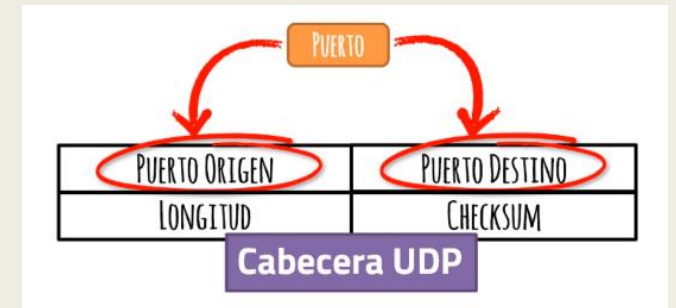 PUERTO
PUERTO ORIGEN PUERTO DESTINO
LONGITUD CHECKSUM
Cabecera UDP